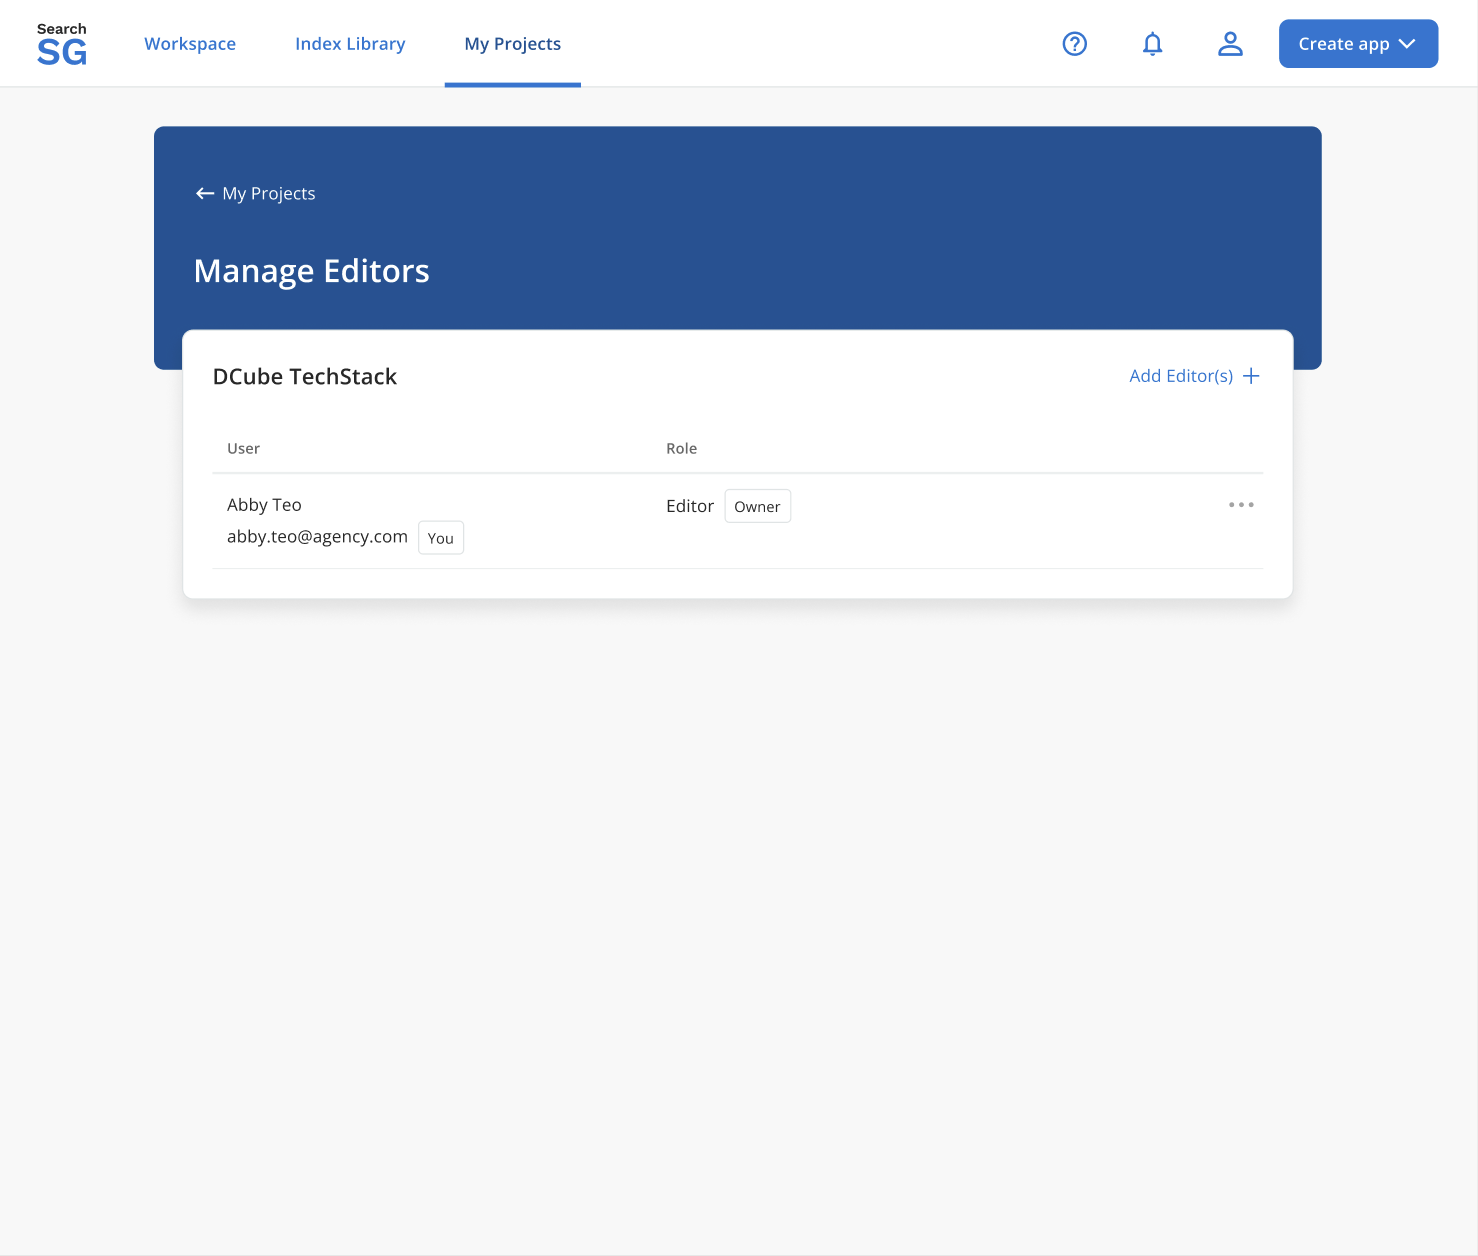 Search
SG
Workspace
Index Library
My Projects
Create app
My Projects
Manage Editors
DCube TechStack
Add Editor(s)
User
Role
Abby Teo
Editor
Owner
abby.teo@agency.com
You